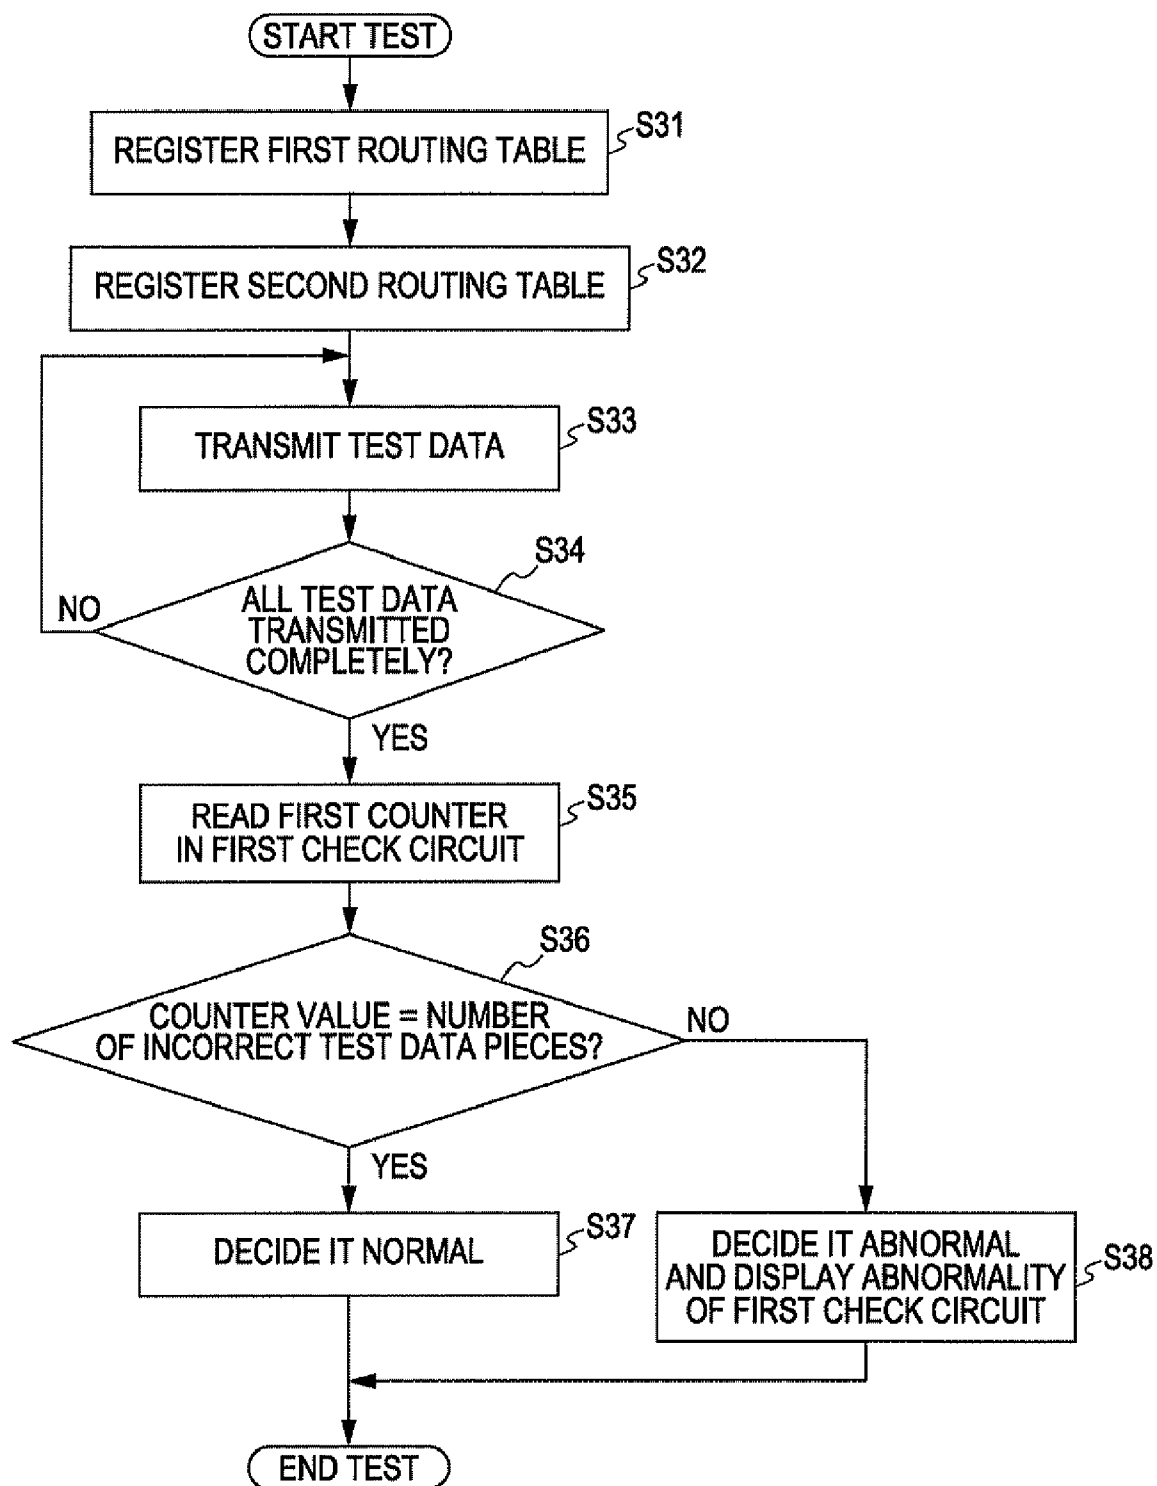 START TEST
REGISTER FIRST ROUTING TABLE
S31
REGISTER SECOND ROUTING TABLE
S32
TRANSMIT TEST DATA
S33
S34
ALL TEST DATA
TRANSMITTED
COMPLETELY?
NO
YES
READ FIRST COUNTER
IN FIRST CHECK CIRCUIT
S35
S36
COUNTER VALUE = NUMBER
OF INCORRECT TEST DATA PIECES?
NO
YES
DECIDE IT NORMAL
S37
DECIDE IT ABNORMAL
AND DISPLAY ABNORMALITY
OF FIRST CHECK CIRCUIT
S38
END TEST